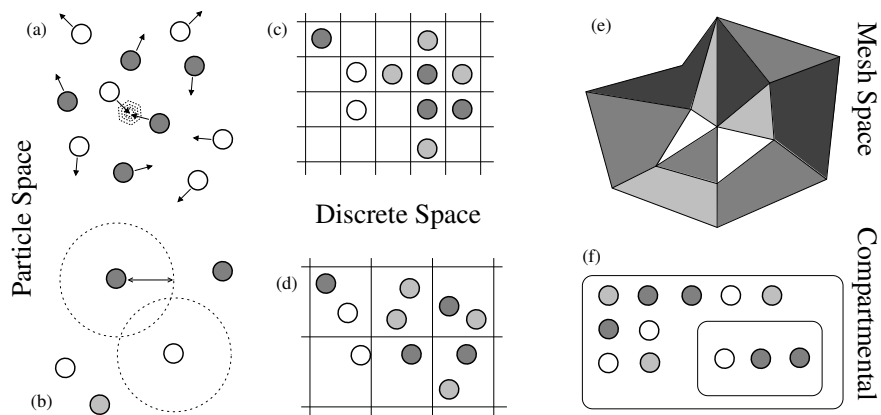 (a)
(b)
Particle Space
(c)
Discrete Space
(d)
(e)
Mesh Space
(f)
Compartmental